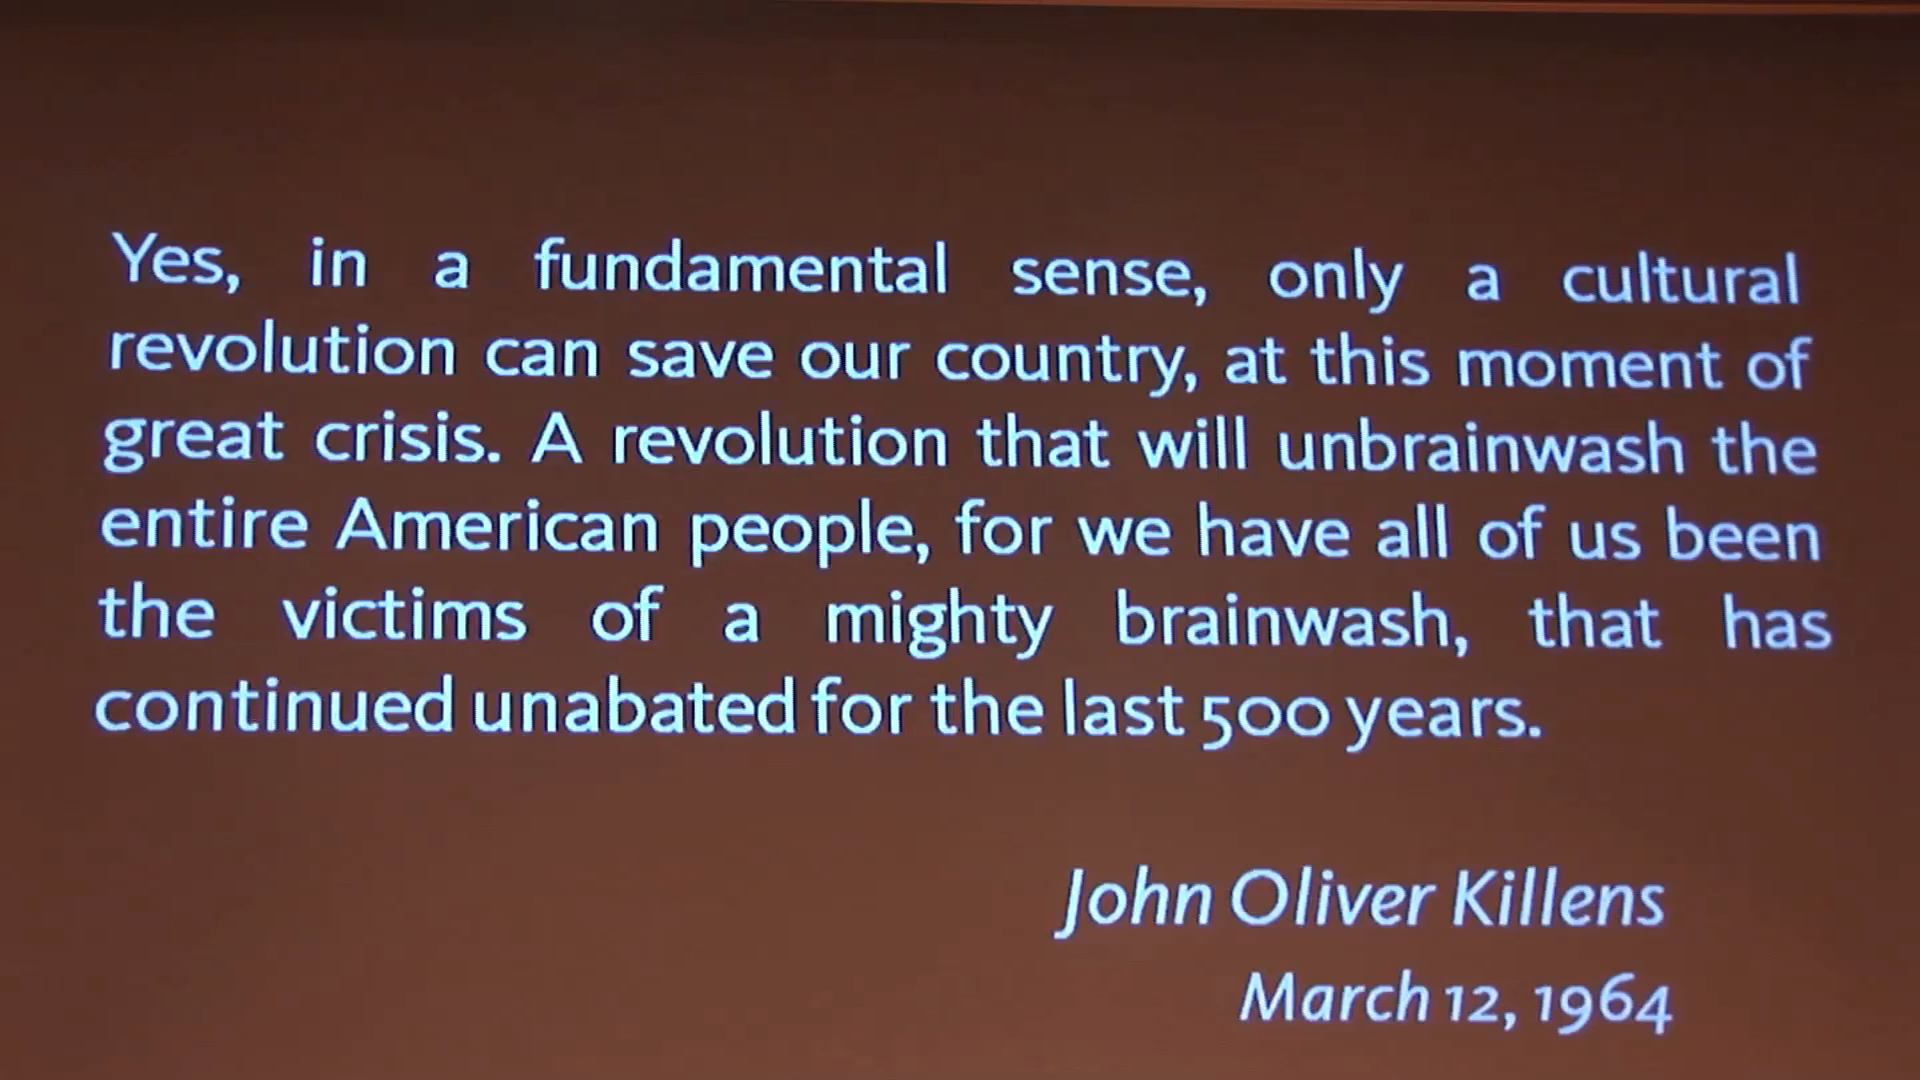 Yes, in a fundamental sense, only a cultural
revolution can save our country, at this moment of
great crisis. A revolution that will unbrainwash the
entire American people, for we have all of us been
the victims of a mighty brainwash, that has
continued unabated for the last 500 years.
John Oliver Killens
March 12, 1964